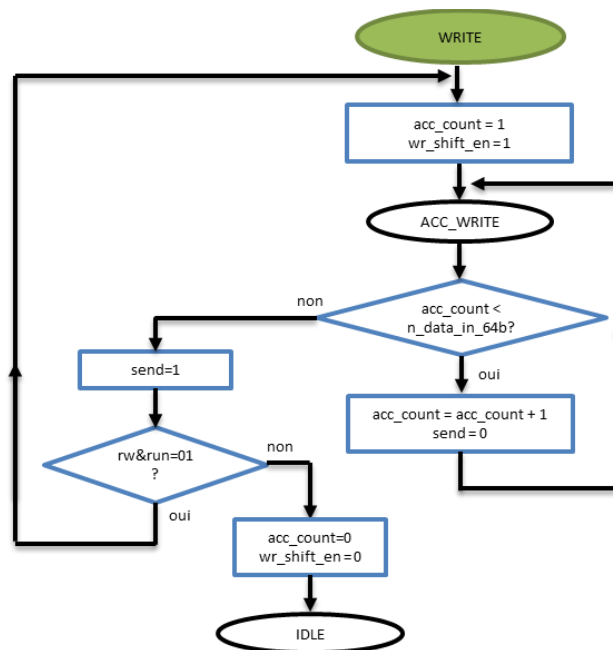 WRITE
acc_count = 1
wr_shift_en = 1
ACC_WRITE
acc_count <
n_data_in_64b?
non
oui
send=1
acc_count = acc_count + 1
send = 0
rw&run=01
?
non
oui
acc_count=0
wr_shift_en = 0
IDLE